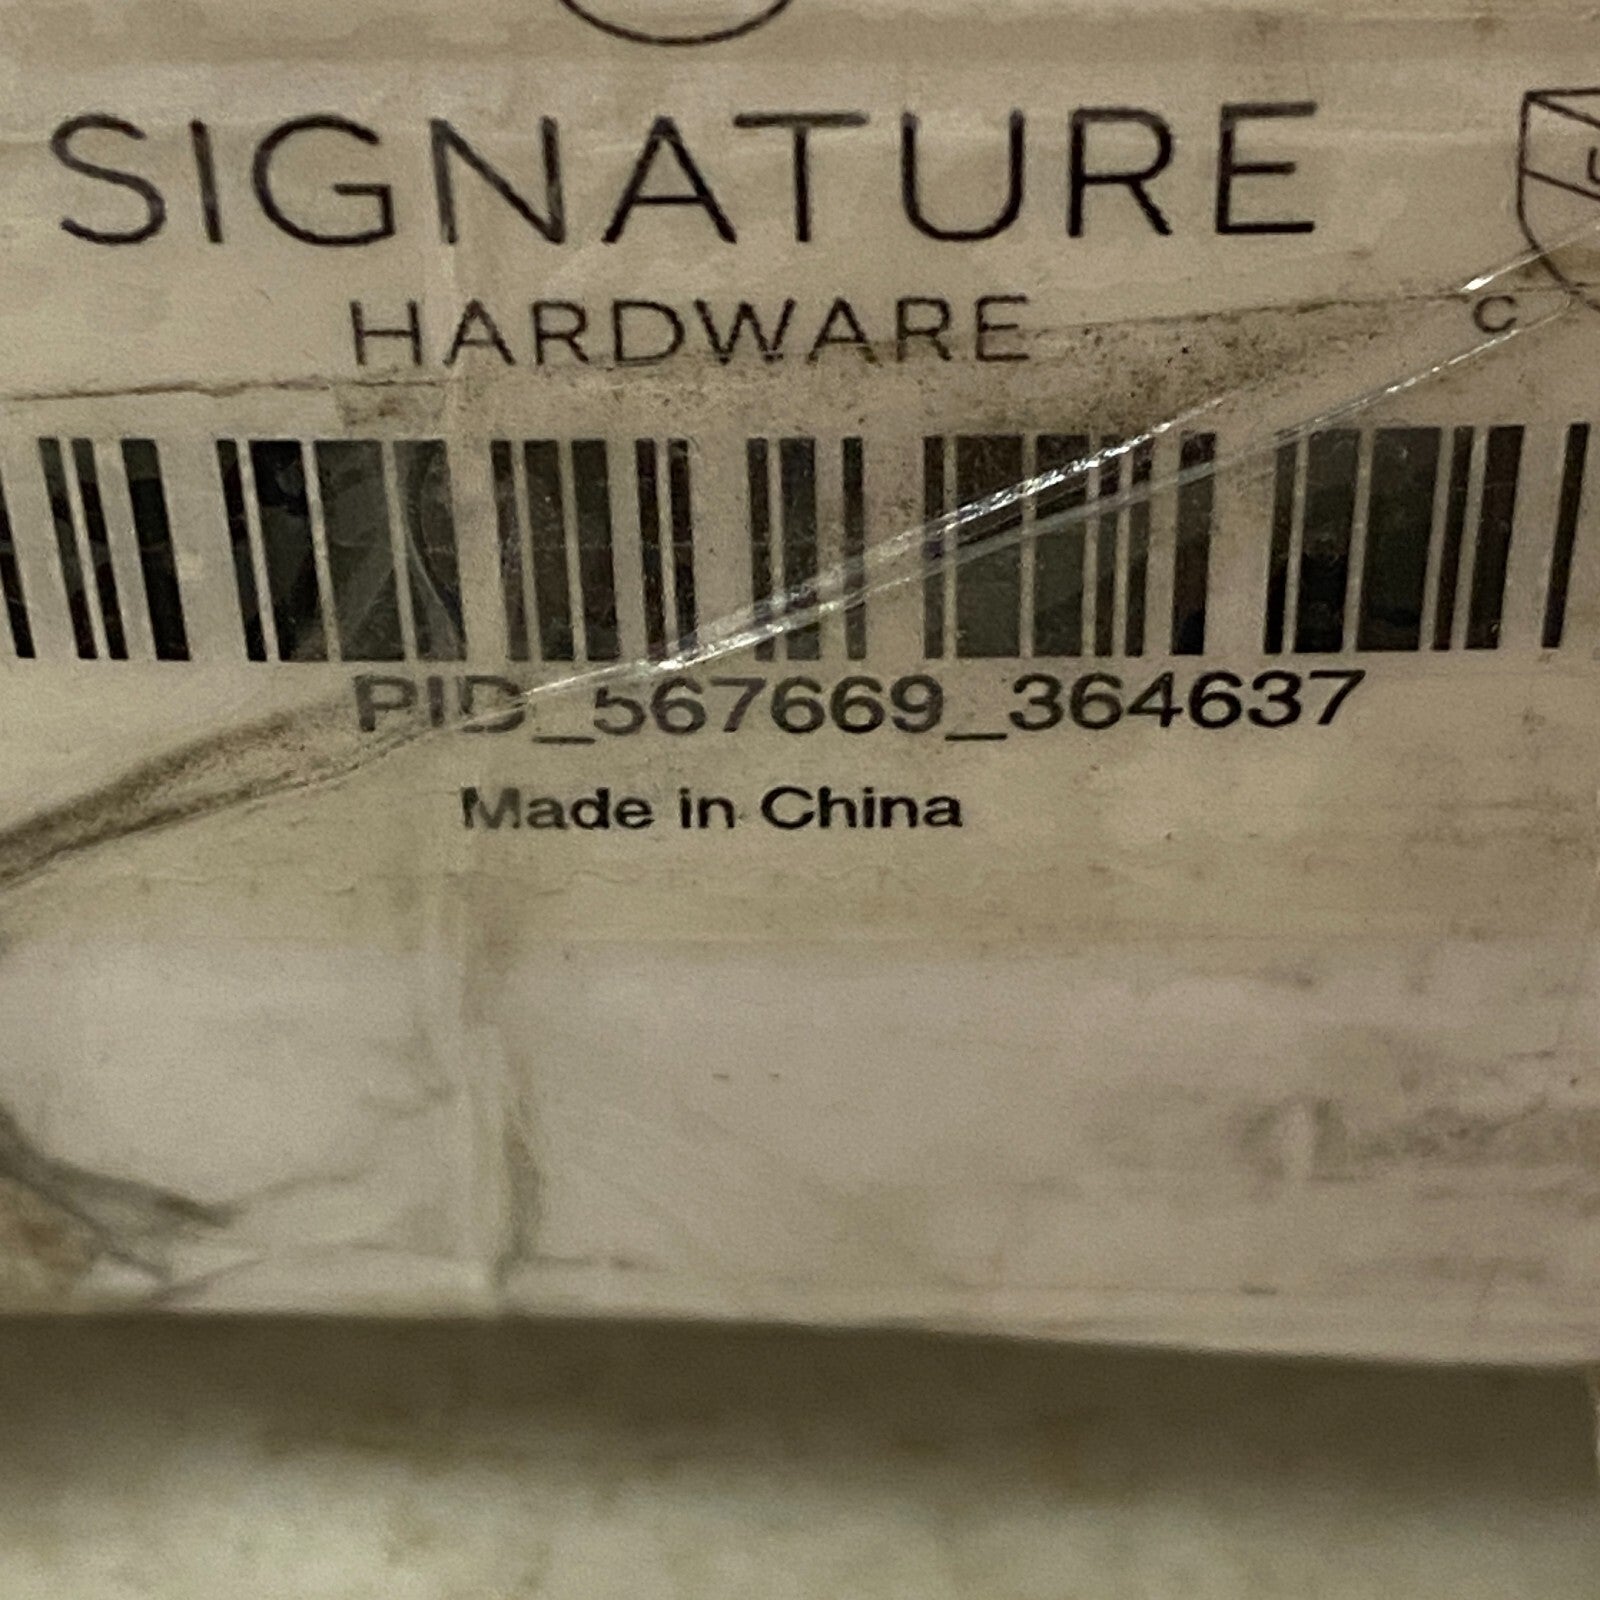 SIGNATURE
HARDWARE
C
PID_567669_364637
Made in China